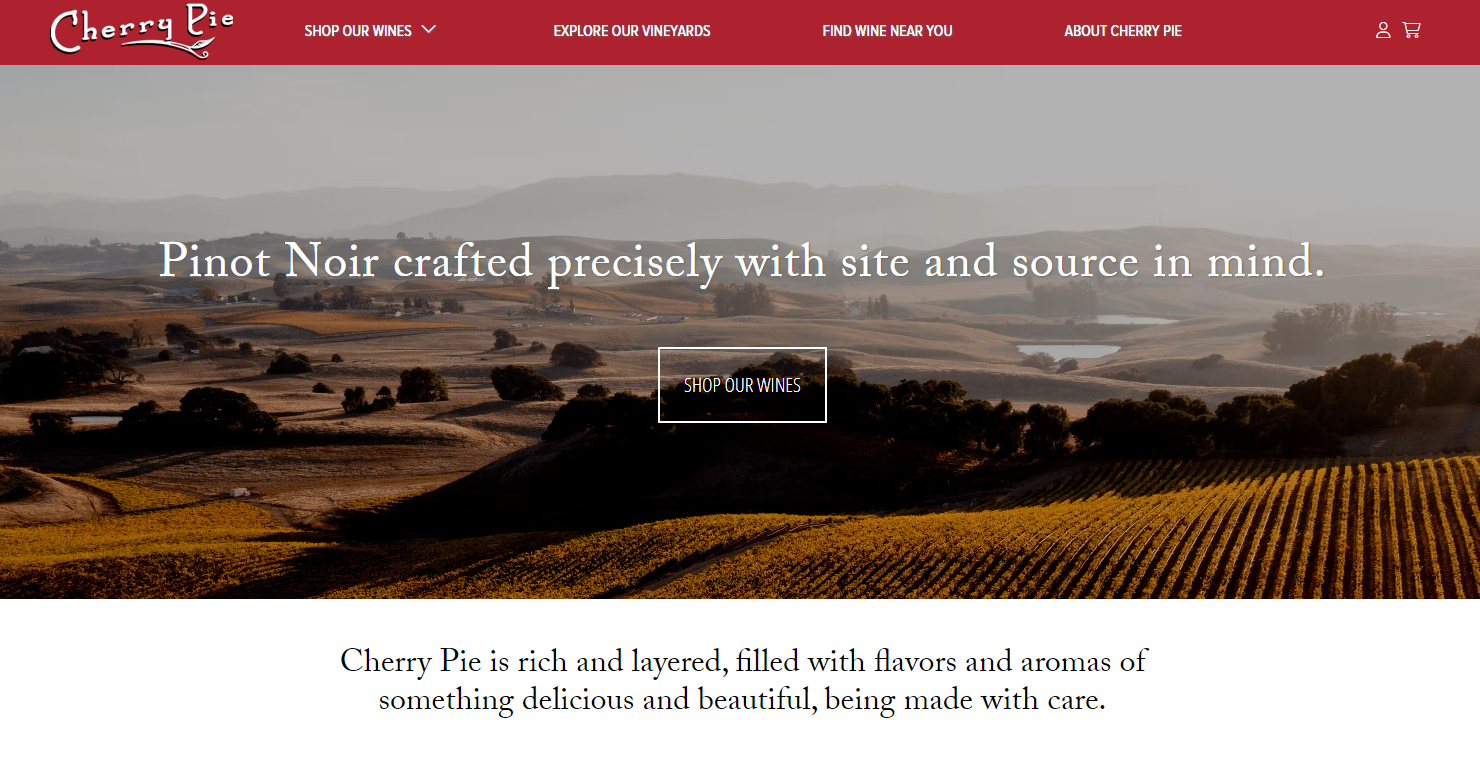 Cherry Pie
SHOP OUR WINES
EXPLORE OUR VINEYARDS
FIND WINE NEAR YOU
ABOUT CHERRY PIE
Pinot Noir crafted precisely with site and source in mind.
SHOP OUR WINES
Cherry Pie is rich and layered, filled with flavors and aromas of
something delicious and beautiful, being made with care.